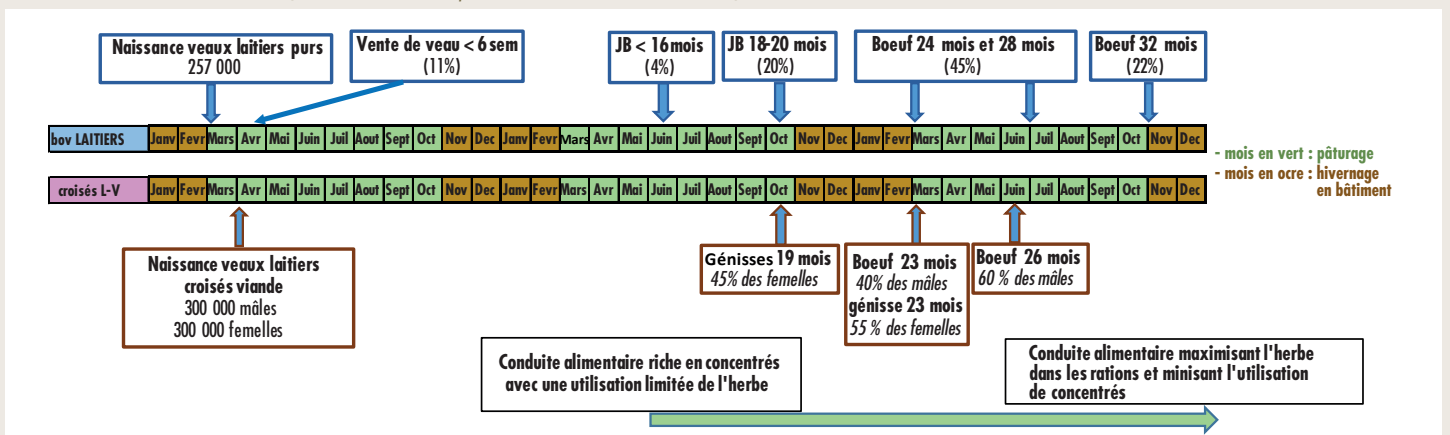 Naissance veaux laitiers purs
257 000
Vente de veau < 6 sem
(11%)
JB < 16 mois
(4%)
JB 18-20 mois
(20%)
Boeuf 24 mois et 28 mois
(45%)
Boeuf 32 mois
(22%)
bov LAITIERS Janv Fevr Mars Avr Mai Juin Juil Aout Sept Oct Nov Dec Janv Fevr Mars Avr Mai Juin Juil Aout Sept Oct Nov Dec Janv Fevr Mars Avr Mai Juin Juil Aout Sept Oct Nov Dec
croisés L-V Janv Fevr Mars Avr Mai Juin Juil Aout Sept Oct Nov Dec Janv Fevr Mars Avr Mai Juin Juil Aout Sept Oct Nov Dec Janv Fevr Mars Avr Mai Juin Juil Aout Sept Oct Nov Dec
- mois en vert : pâturage
- mois en ocre : hivernage
en bâtiment
Naissance veaux laitiers
croisés viande
300 000 mâles
300 000 femelles
Génisses 19 mois
45% des femelles
Boeuf 23 mois
40% des mâles
génisse 23 mois
55 % des femelles
Boeuf 26 mois
60 % des mâles
Conduite alimentaire riche en concentrés
avec une utilisation limitée de l'herbe
Conduite alimentaire maximisant l'herbe
dans les rations et minisant l'utilisation
de concentrés